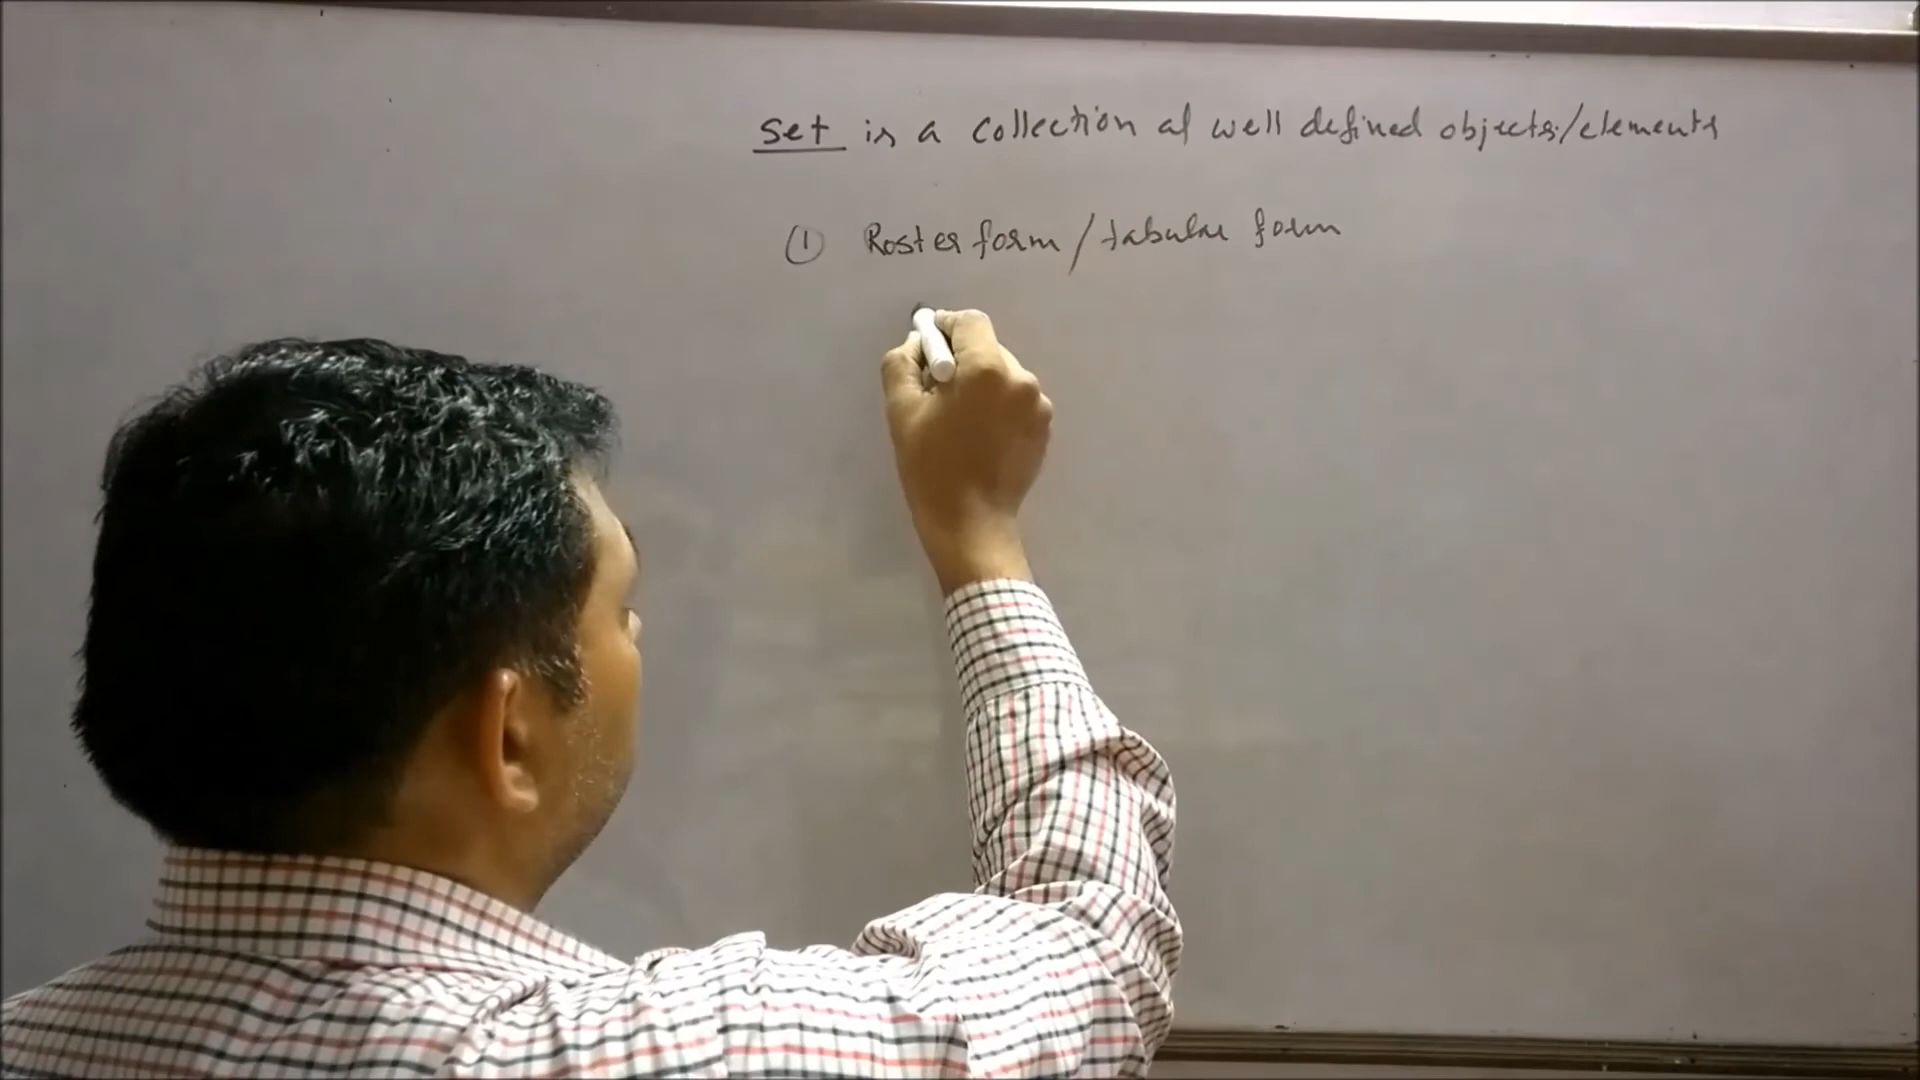 set is a collection of well defined objects/elements
① Roster form/tabular form